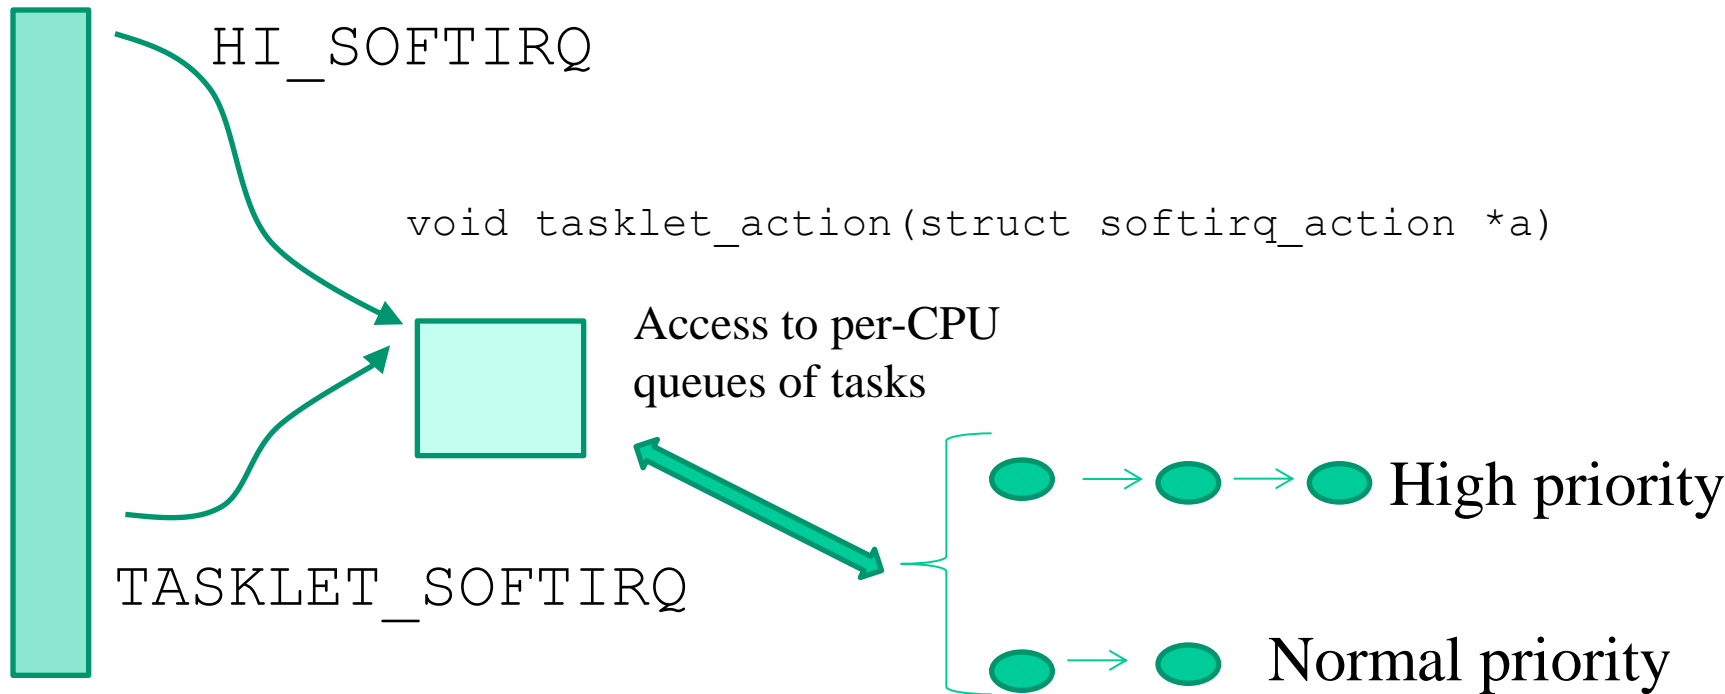 HI_SOFTIRQ
void tasklet_action(struct softirq_action *a)
Access to per-CPU
queues of tasks
High priority
TASKLET_SOFTIRQ
Normal priority